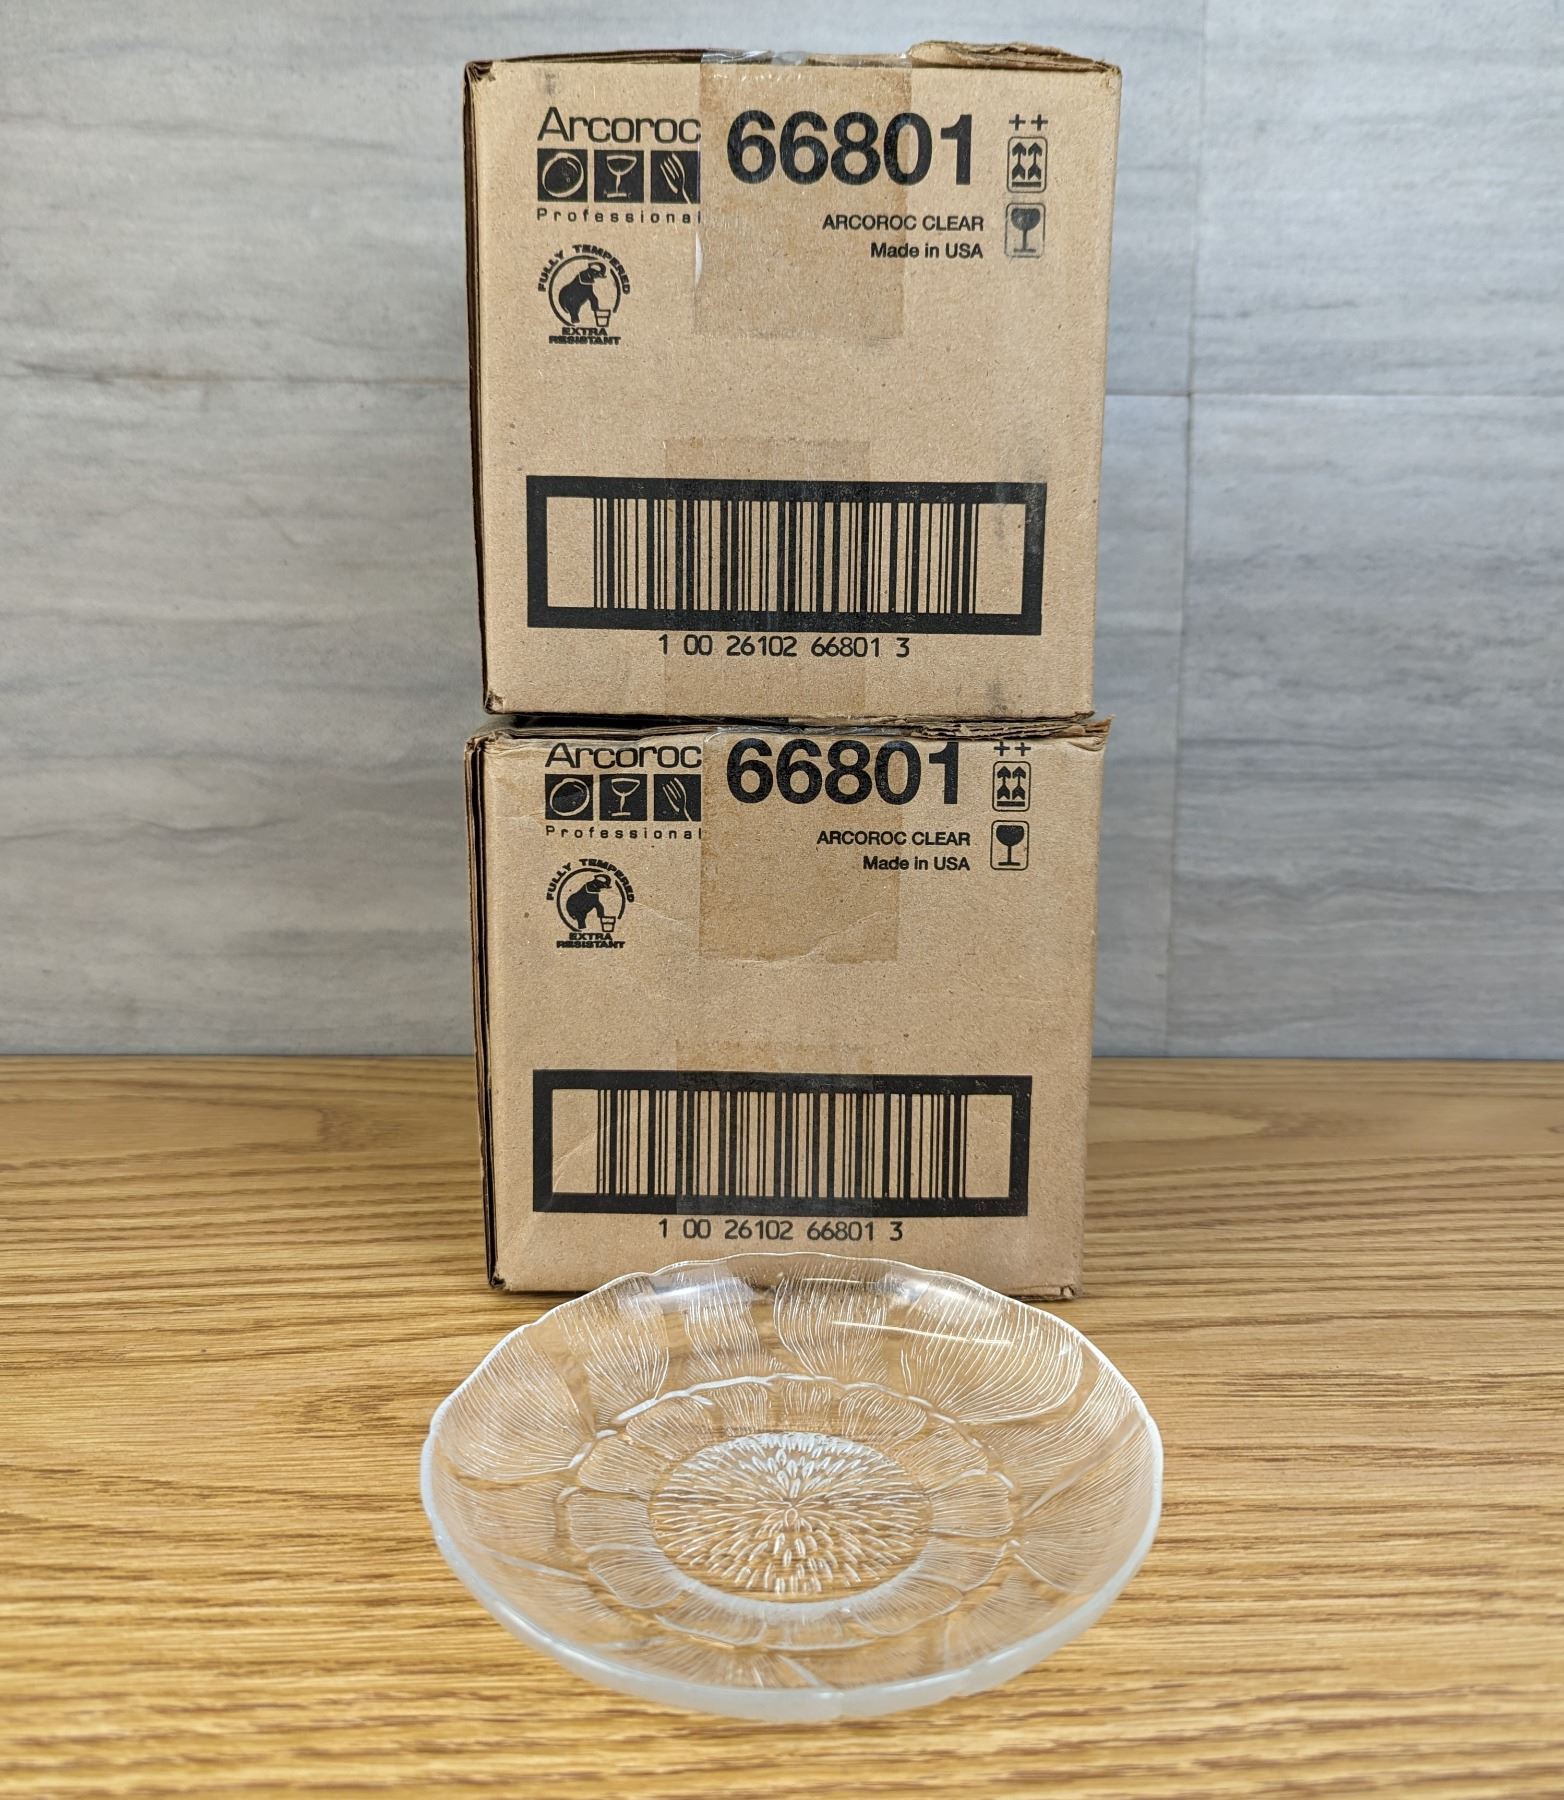 Arcoroc 66801 ++
Professional
ARCOROC CLEAR
Made in USA
FULLY TEMPERED
EXTRA
RESISTANT
1 00 26102 66801 3
Arcoroc 66801 ++
Professional
ARCOROC CLEAR
Made in USA
FULLY TEMPERED
EXTRA
RESISTANT
1 00 26102 66801 3